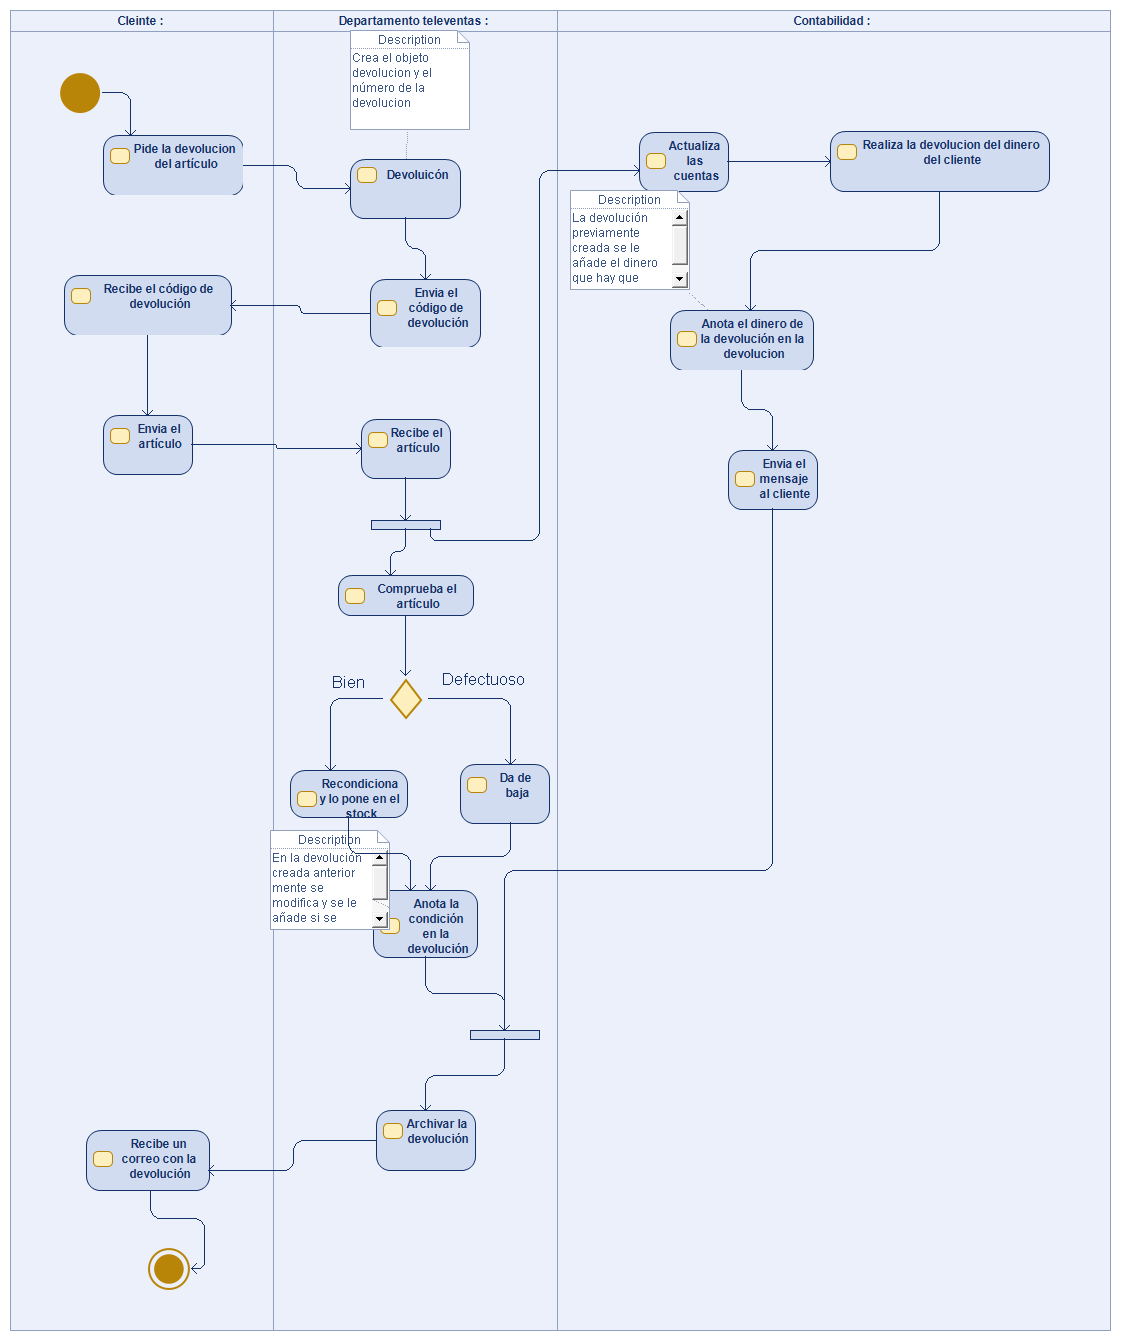 Cleinte :
Departamento televentas :
Contabilidad :
Description
Crea el objeto
devolucion y el
número de la
devolucion
Pide la devolucion
del artículo
Devoluicón
Actualiza
las
cuentas
Realiza la devolucion del dinero
del cliente
Description
La devolución
previamente
creada se le
añade el dinero
que hay que
Recibe el código de
devolución
Envia el
código de
devolución
Anota el dinero de
la devolución en la
devolucion
Envia el
artículo
Recibe el
artículo
Envia el
mensaje
al cliente
Comprueba el
artículo
Bien
Defectuoso
Recondiciona
y lo pone en el
stock
Da de
baja
Description
En la devolución
creada anterior
mente se
modifica y se le
añade si se
Anota la
condición
en la
devolución
Archivar la
devolución
Recibe un
correo con la
devolución